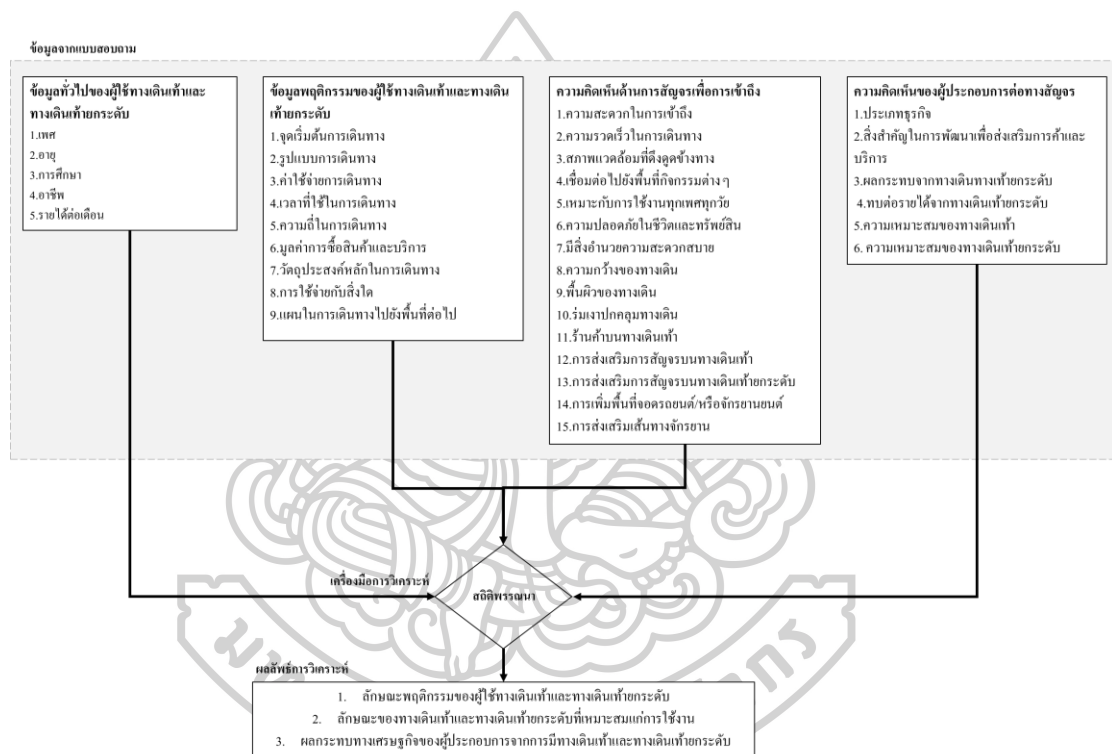 ข้อมูลจากแบบสอบถาม
ข้อมูลทั่วไปของผู้ใช้ทางเดินเท้าและ
ทางเดินเท้ายกระดับ
1.เพศ
2.อายุ
3.การศึกษา
4.อาชีพ
5.รายได้ต่อเดือน
ข้อมูลพฤติกรรมของผู้ใช้ทางเดินเท้าและทางเดิน
เท้ายกระดับ
1.จุดเริ่มต้นการเดินทาง
2.รูปแบบการเดินทาง
3.ค่าใช้จ่ายการเดินทาง
4.เวลาที่ใช้ในการเดินทาง
5.ความถี่ในการเดินทาง
6.มูลค่าการซื้อสินค้าและบริการ
7.วัตถุประสงค์หลักในการเดินทาง
8.การใช้จ่ายกับสิ่งใด
9.แผนในการเดินทางไปยังพื้นที่ต่อไป
ความคิดเห็นด้านการสัญจรเพื่อการเข้าถึง
1.ความสะดวกในการเข้าถึง
2.ความรวดเร็วในการเดินทาง
3.สภาพแวดล้อมที่ดึงดูดข้างทาง
4.เชื่อมต่อไปยังพื้นที่กิจกรรมต่างๆ
5.เหมาะกับการใช้งานทุกเพศทุกวัย
6.ความปลอดภัยในชีวิตและทรัพย์สิน
7.มีสิ่งอำนวยความสะดวกสบาย
8.ความกว้างของทางเดิน
9.พื้นผิวของทางเดิน
10.ร่มเงาปกคลุมทางเดิน
11.ร้านค้าบนทางเดินเท้า
12.การส่งเสริมการสัญจรบนทางเดินเท้า
13.การส่งเสริมการสัญจรบนทางเดินเท้ายกระดับ
14.การเพิ่มพื้นที่จอดรถยนต์/หรือจักรยานยนต์
15.การส่งเสริมเส้นทางจักรยาน
ความคิดเห็นของผู้ประกอบการต่อทางสัญจร
1.ประเภทธุรกิจ
2.สิ่งสำคัญในการพัฒนาเพื่อส่งเสริมการค้าและ
บริการ
3.ผลกระทบจากทางเดินทางเท้ายกระดับ
4.ทบต่อรายได้จากทางเดินเท้ายกระดับ
5.ความเหมาะสมของทางเดินเท้า
6. ความเหมาะสมของทางเดินเท้ายกระดับ
เครื่องมือการวิเคราะห์
สถิติพรรณนา
ผลลัพธ์การวิเคราะห์
1. ลักษณะพฤติกรรมของผู้ใช้ทางเดินเท้าและทางเดินเท้ายกระดับ
2. ลักษณะของทางเดินเท้าและทางเดินเท้ายกระดับที่เหมาะสมแก่การใช้งาน
3. ผลกระทบทางเศรษฐกิจของผู้ประกอบการจากการมีทางเดินเท้าและทางเดินเท้ายกระดับ